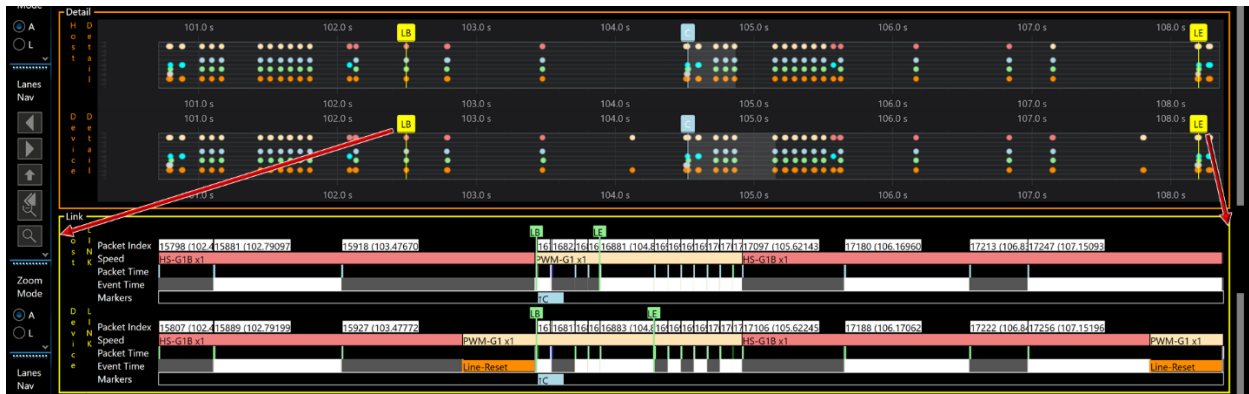 Mode
A
L
Lanes
Nav
Zoom
Mode
A
L
Lanes
Nav
Detail
Host Detail
101.0 s 102.0 s 103.0 s 104.0 s 105.0 s 106.0 s 107.0 s 108.0 s
LB C LE
101.0 s 102.0 s 103.0 s 104.0 s 105.0 s 106.0 s 107.0 s 108.0 s
Device Detail
101.0 s 102.0 s 103.0 s 104.0 s 105.0 s 106.0 s 107.0 s 108.0 s
LB C LE
102.0 s 103.0 s 104.0 s 105.0 s 106.0 s 107.0 s 108.0 s
Link
Host LINK
LB LE
Packet Index 15798 (102.4 15881 (102.79097 15918 (103.47670 161 1682 16881 (104.8 17097 (105.62143 17180 (106.16960 17213 (106.8 17247 (107.15093
Speed HS-G1B x1 PWM-G1 x1 HS-G1B x1
Packet Time
Event Time
Markers 1C
Device LINK
LB LE
Packet Index 15807 (102.4 15889 (102.79199 15927 (103.47772 161 1681 16883 (104. 17106 (105.62245 17188 (106.17062 17222 (106.8 17256 (107.15196
Speed HS-G1B x1 PWM-G1 x1 HS-G1B x1 PWM-G1 x1
Packet Time
Event Time Line-Reset Line-Reset
Markers 1C